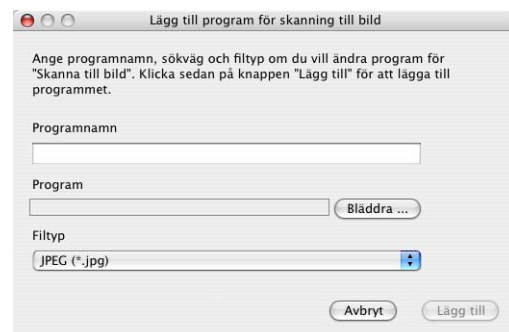 Lägg till program för skanning till bild
Ange programnamn, sökväg och filtyp om du vill ändra program för
"Skanna till bild". Klicka sedan på knappen "Lägg till" för att lägga till
programmet.
Programnamn
Program
Bläddra ...
Filtyp
JPEG (*.jpg)
Avbryt
Lägg till